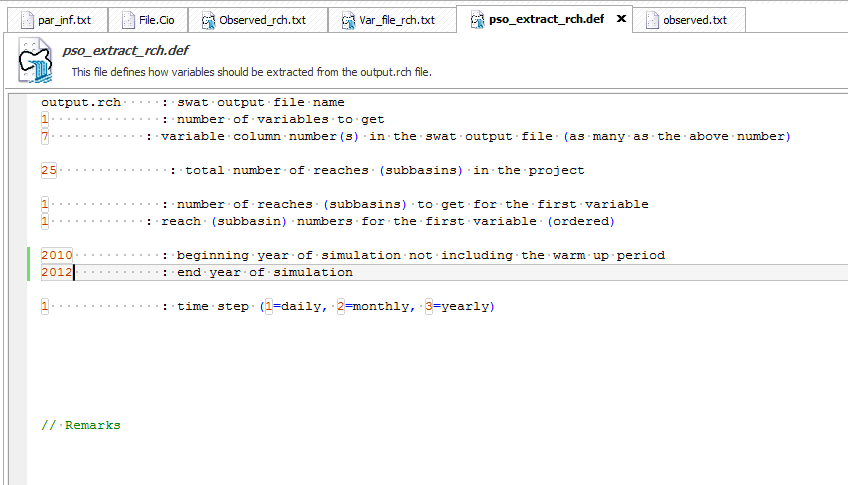 par_inf.txt
File.Cio
Observed_rch.txt
Var_file_rch.txt
pso_extract_rch.def
observed.txt
pso_extract_rch.def
This file defines how variables should be extracted from the output.rch file.
output.rch : swat output file name
1 : number of variables to get
7 : variable column number(s) in the swat output file (as many as the above number)
25 : total number of reaches (subbasins) in the project
1 : number of reaches (subbasins) to get for the first variable
1 : reach (subbasin) numbers for the first variable (ordered)
2010 : beginning year of simulation not including the warm up period
2012 : end year of simulation
1 : time step (1=daily, 2=monthly, 3=yearly)
// Remarks